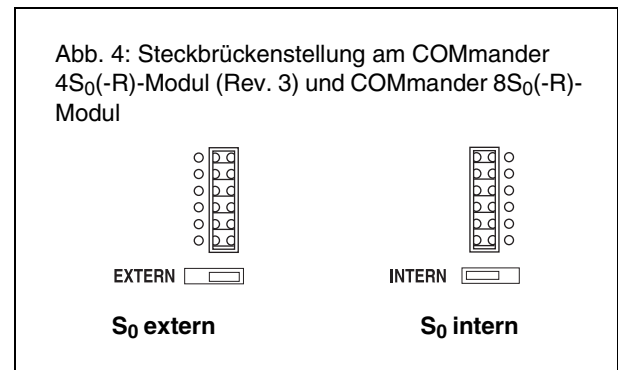 Abb. 4: Steckbrückenstellung am COMmander
4S0(-R)-Modul (Rev. 3) und COMmander 8S0(-R)-
Modul
EXTERN
INTERN
S0 extern
S0 intern